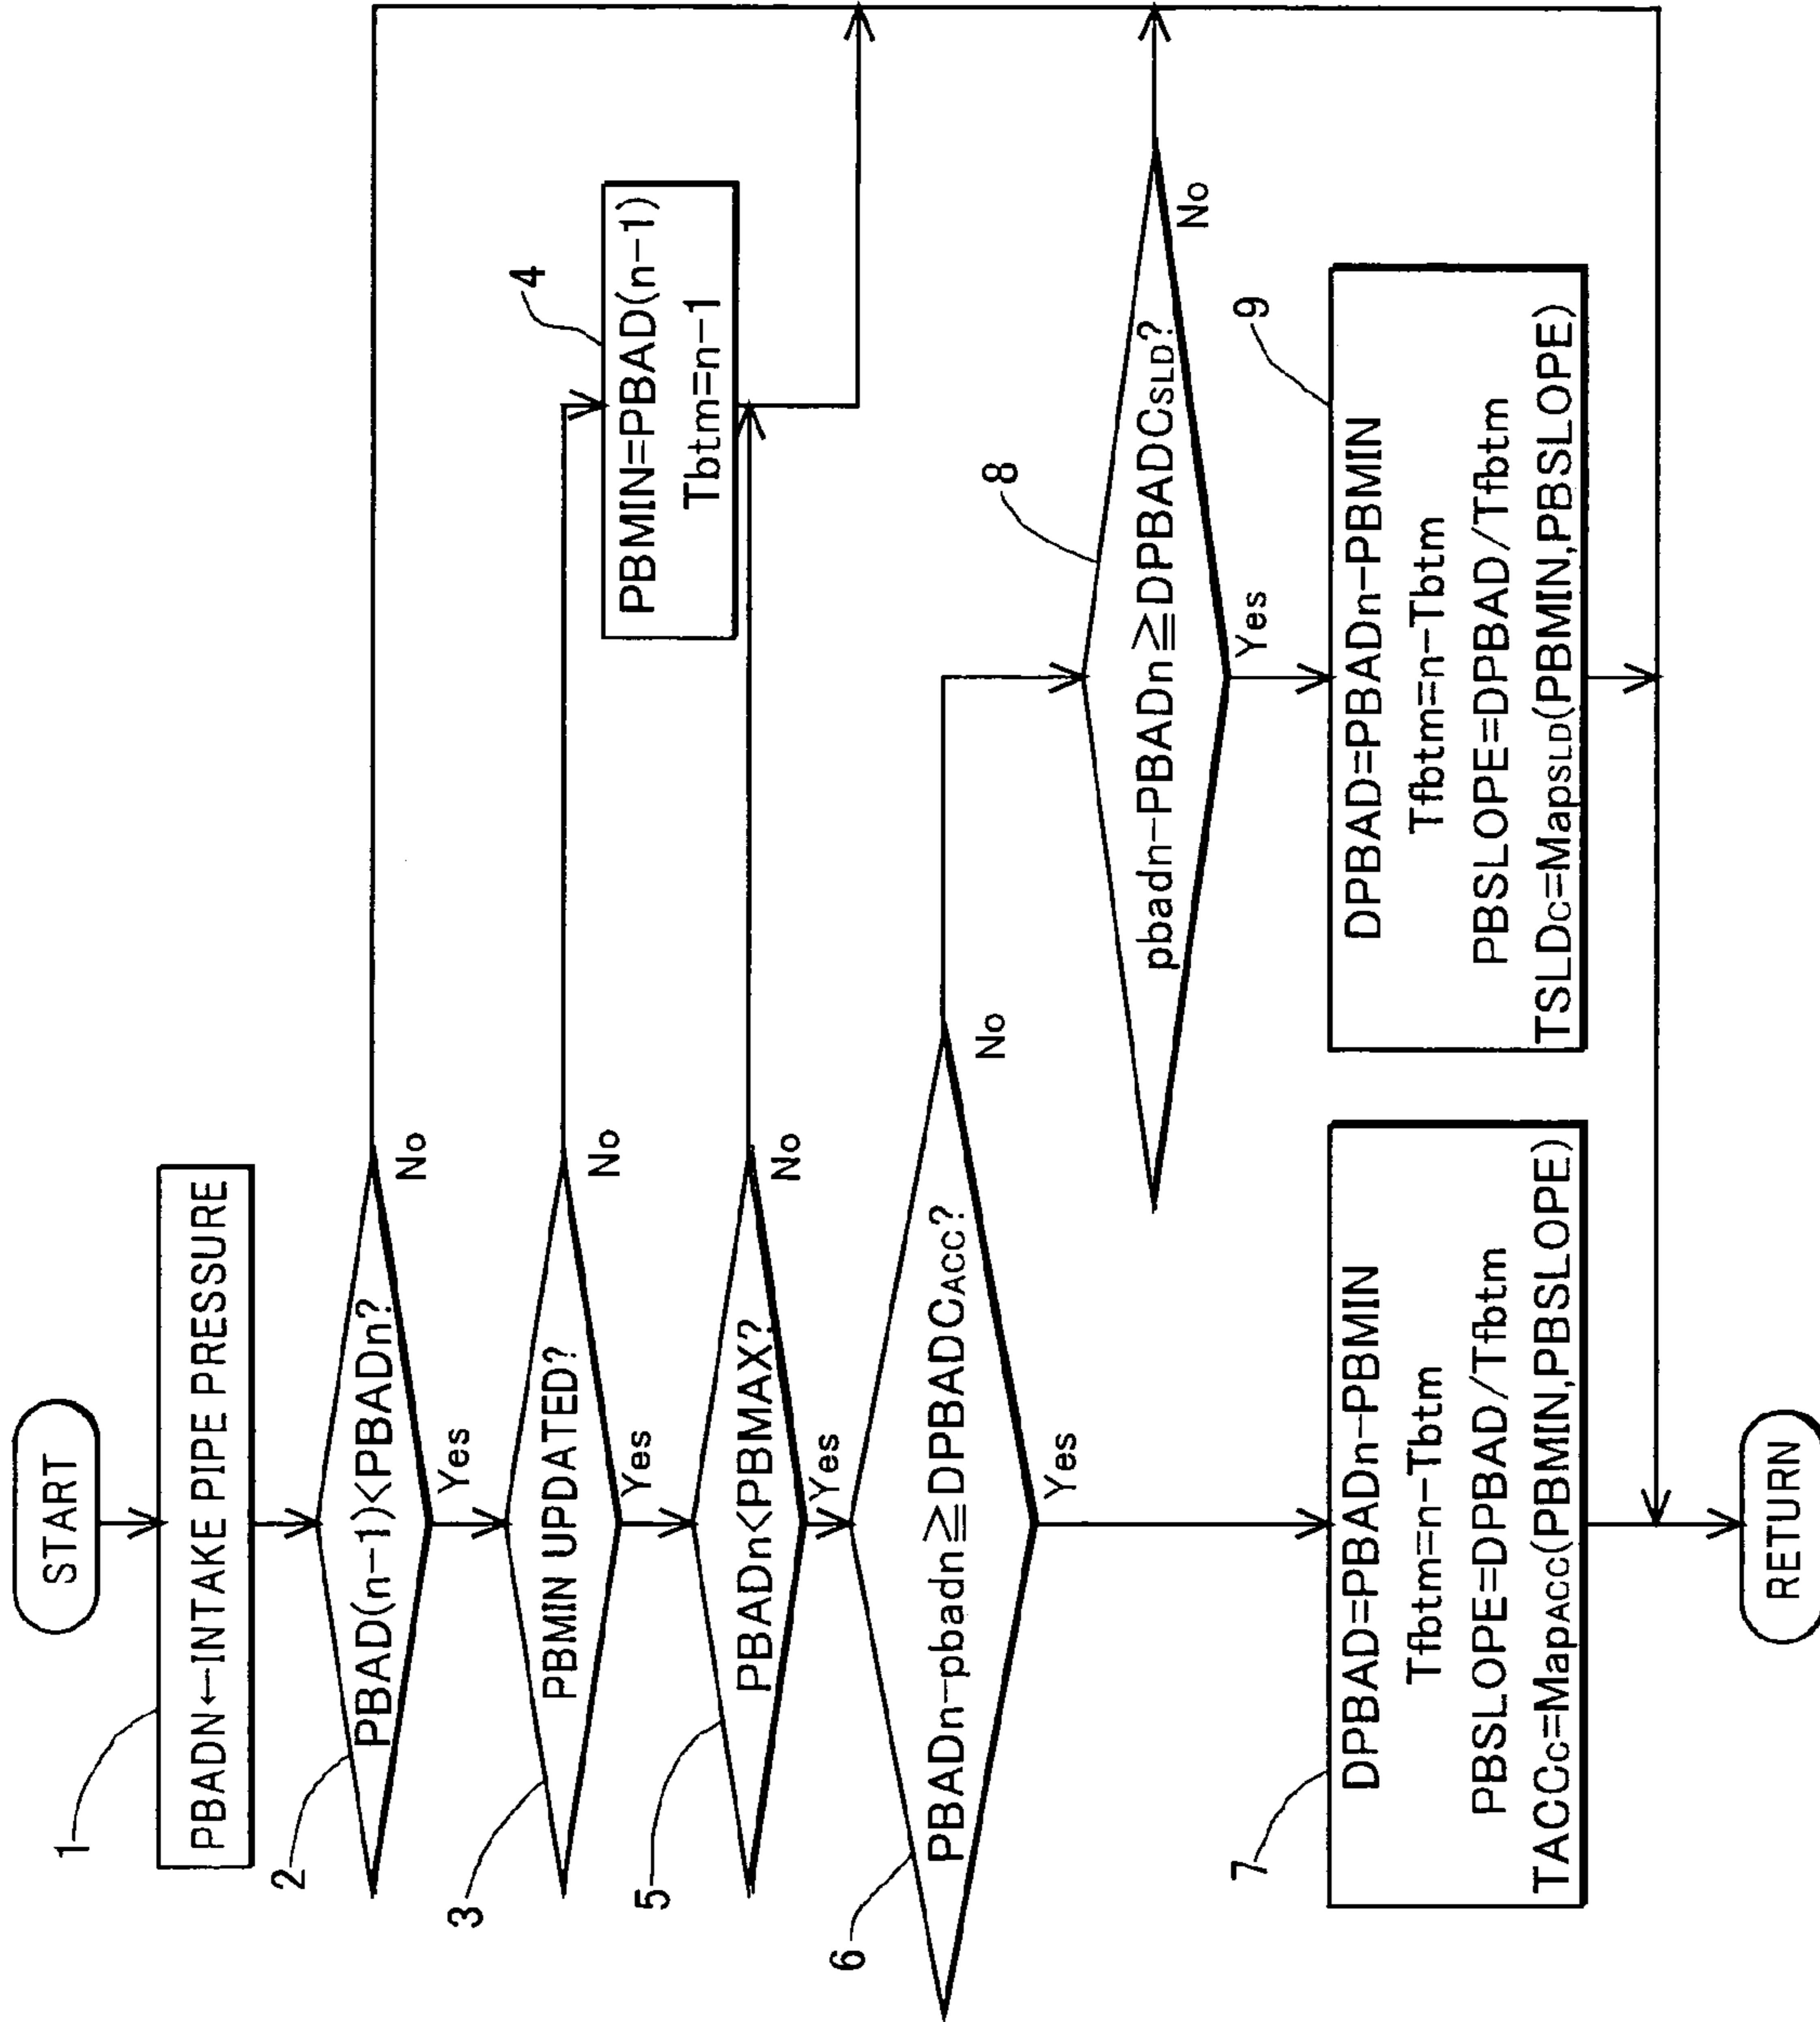 START
1
PBADN←INTAKE PIPE PRESSURE
2
PBAD(n-1)<PBADn?
No
Yes
3
PBMIN UPDATED?
No
Yes
4
PBMIN=PBAD(n-1)
Tbtm=n-1
5
PBADn<PBMAX?
No
Yes
6
PBADn-pbadn≧DPBADCACC?
No
Yes
8
pbadn-PBADn≧DPBADCSLD?
No
Yes
7
DPBAD=PBADn-PBMIN
Tfbtm=n-Tbtm
PBSLOPE=DPBAD/Tfbtm
TACCC=MapACC(PBMIN,PBSLOPE)
9
DPBAD=PBADn-PBMIN
Tfbtm=n-Tbtm
PBSLOPE=DPBAD/Tfbtm
TSLDC=MapSLD(PBMIN,PBSLOPE)
RETURN